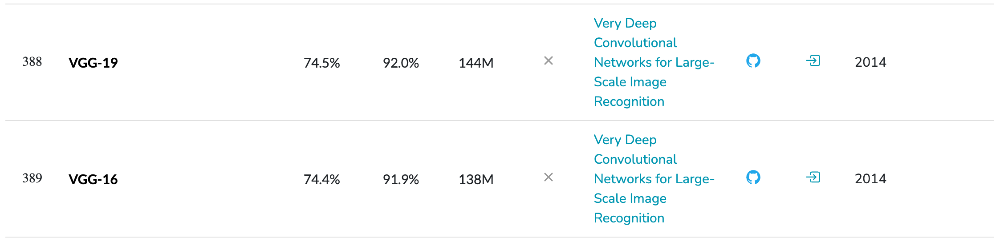 388 VGG-19 74.5% 92.0% 144M × Very Deep
Convolutional
Networks for Large-
Scale Image
Recognition
2014
389 VGG-16 74.4% 91.9% 138M × Very Deep
Convolutional
Networks for Large-
Scale Image
Recognition
2014